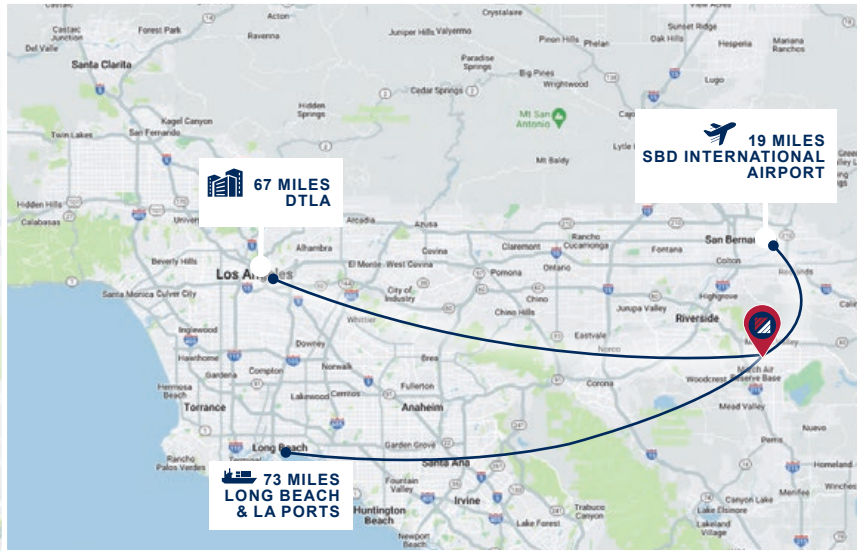 19 MILES
SBD INTERNATIONAL
AIRPORT
67 MILES
DTLA
73 MILES
LONG BEACH
& LA PORTS
Castaic
Junction
Castaic
Forest Park
Acton
Ravenna
Juniper Hills
Valyermo
Crystalaire
Pinon Hills
Phelan
Sunset Ridge
Oak Hills
Hesperia
Mariana
Ranchos
Del Valle
Santa Clarita
Paradise
Springs
Big Pines
Wrightwood
Lugo
Hidden
Springs
Cedar Springs
Mt San
Antonio
Mt Baldy
Kagel Canyon
San Fernando
Twin Lakes
Hidden Hills
Calabasas
Beverly Hills
Los Angeles
Alhambra
Arcadia
Azusa
El Monte
West Covina
Covina
Claremont
Rancho
Cucamonga
Fontana
Colton
Pomona
Ontario
City of
Industry
Chino
Chino Hills
Jurupa Valley
Highgrove
Riverside
Eastvale
Norco
Corona
Woodcrest
March Air
Reserve Base
Mead Valley
Perris
Nuevo
Santa Monica
Culver City
Inglewood
Hawthorne
Gardena
Compton
Downey
Norwalk
Whittier
Brea
Fullerton
Lakewood
Cerritos
Anaheim
Hermosa
Beach
Torrance
Rancho
Palos Verdes
Long Beach
Garden Grove
Santa Ana
Fountain
Valley
Huntington
Beach
Irvine
Newport
Beach
Lake Forest
Trabuco
Canyon
Canyon Lake
Lake Elsinore
Lakeland
Village
Menifee
Homeland